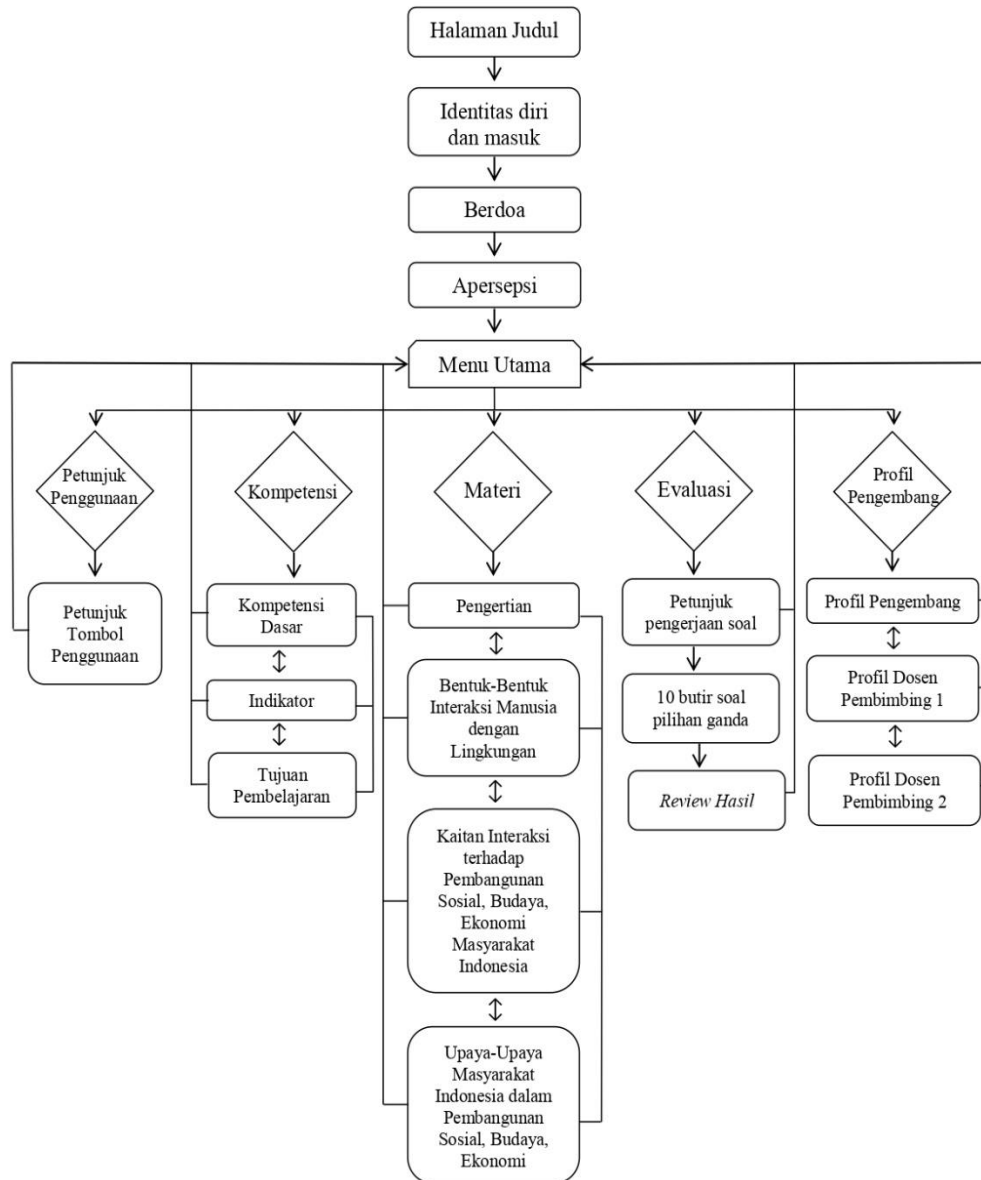 Halaman Judul
Identitas diri
dan masuk
Berdoa
Apersepsi
Menu Utama
Petunjuk
Penggunaan
Kompetensi
Materi
Evaluasi
Profil
Pengembang
Petunjuk
Tombol
Penggunaan
Kompetensi
Dasar
Indikator
Tujuan
Pembelajaran
Pengertian
Bentuk-Bentuk
Interaksi Manusia
dengan
Lingkungan
Kaitan Interaksi
terhadap
Pembangunan
Sosial, Budaya,
Ekonomi
Masyarakat
Indonesia
Upaya-Upaya
Masyarakat
Indonesia dalam
Pembangunan
Sosial, Budaya,
Ekonomi
Petunjuk
pengerjaan soal
10 butir soal
pilihan ganda
Review Hasil
Profil Pengembang
Profil Dosen
Pembimbing 1
Profil Dosen
Pembimbing 2